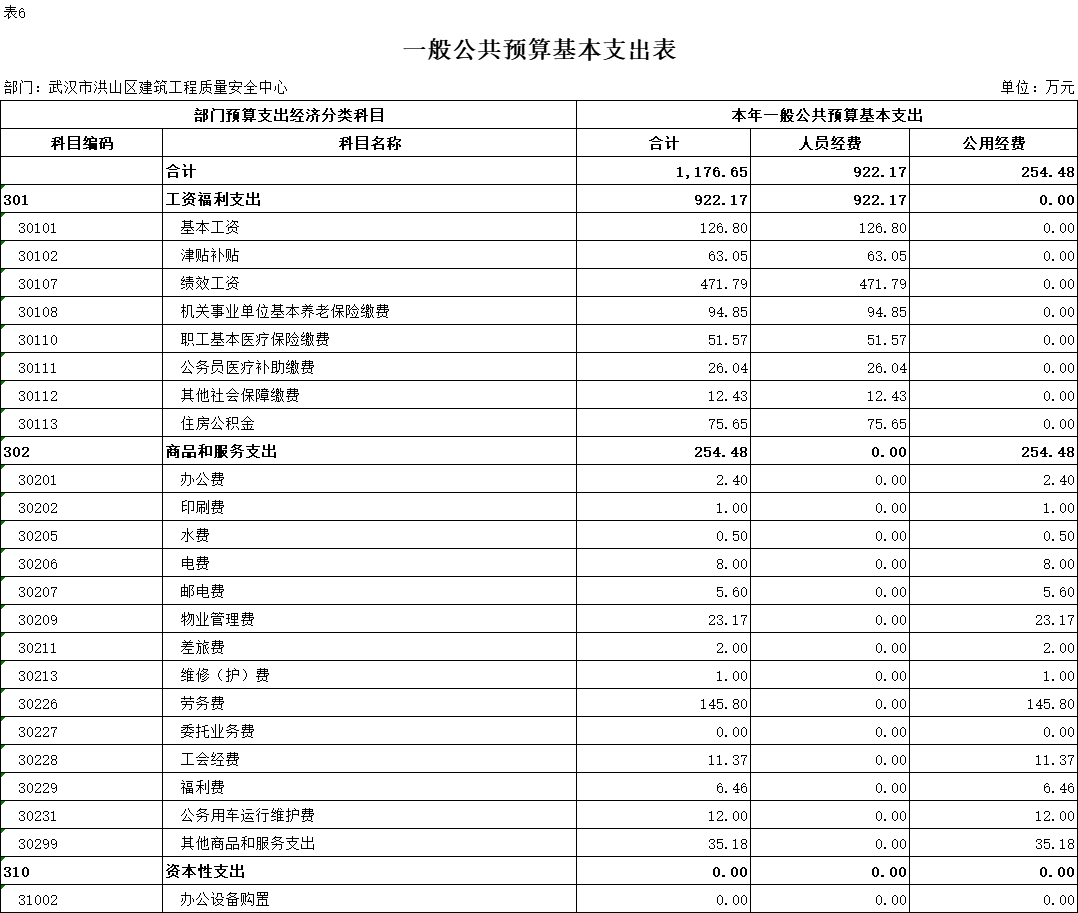 表6
一般公共预算基本支出表
部门：武汉市洪山区建筑工程质量安全中心 单位：万元
部门预算支出经济分类科目 本年一般公共预算基本支出
科目编码 科目名称 合计 人员经费 公用经费
合计 1,176.65 922.17 254.48
301 工资福利支出 922.17 922.17 0.00
30101 基本工资 126.80 126.80 0.00
30102 津贴补贴 63.05 63.05 0.00
30107 绩效工资 471.79 471.79 0.00
30108 机关事业单位基本养老保险缴费 94.85 94.85 0.00
30110 职工基本医疗保险缴费 51.57 51.57 0.00
30111 公务员医疗补助缴费 26.04 26.04 0.00
30112 其他社会保障缴费 12.43 12.43 0.00
30113 住房公积金 75.65 75.65 0.00
302 商品和服务支出 254.48 0.00 254.48
30201 办公费 2.40 0.00 2.40
30202 印刷费 1.00 0.00 1.00
30205 水费 0.50 0.00 0.50
30206 电费 8.00 0.00 8.00
30207 邮电费 5.60 0.00 5.60
30209 物业管理费 23.17 0.00 23.17
30211 差旅费 2.00 0.00 2.00
30213 维修（护）费 1.00 0.00 1.00
30226 劳务费 145.80 0.00 145.80
30227 委托业务费 0.00 0.00 0.00
30228 工会经费 11.37 0.00 11.37
30229 福利费 6.46 0.00 6.46
30231 公务用车运行维护费 12.00 0.00 12.00
30299 其他商品和服务支出 35.18 0.00 35.18
310 资本性支出 0.00 0.00 0.00
31002 办公设备购置 0.00 0.00 0.00